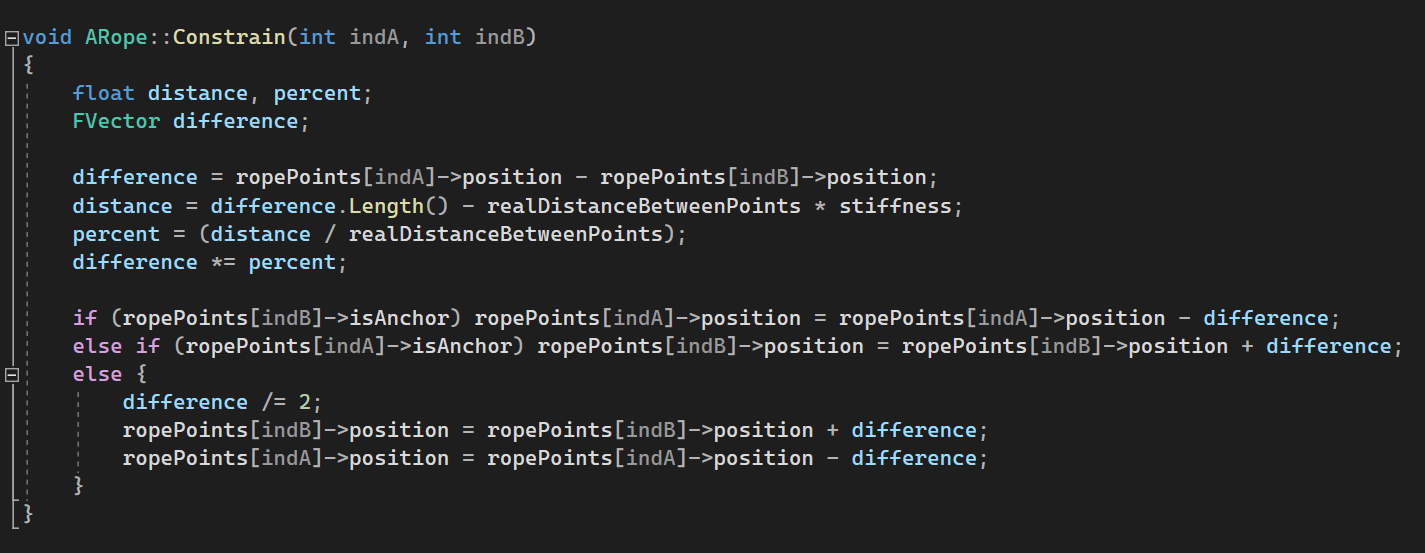 void ARope::Constrain(int indA, int indB)
{
    float distance, percent;
    FVector difference;

    difference = ropePoints[indA]->position - ropePoints[indB]->position;
    distance = difference.Length() - realDistanceBetweenPoints * stiffness;
    percent = (distance / realDistanceBetweenPoints);
    difference *= percent;

    if (ropePoints[indB]->isAnchor) ropePoints[indA]->position = ropePoints[indA]->position - difference;
    else if (ropePoints[indA]->isAnchor) ropePoints[indB]->position = ropePoints[indB]->position + difference;
    else {
        difference /= 2;
        ropePoints[indB]->position = ropePoints[indB]->position + difference;
        ropePoints[indA]->position = ropePoints[indA]->position - difference;
    }
}